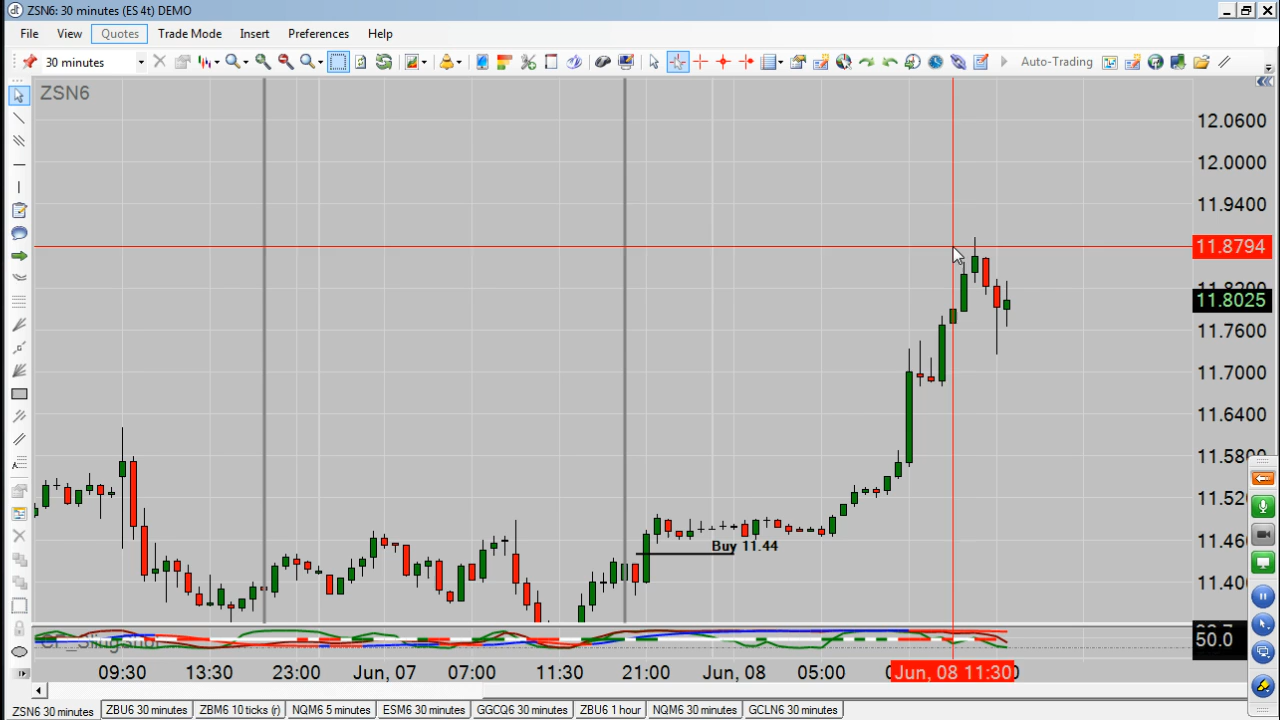 ZSN6: 30 minutes (ES 4t) DEMO
File View Quotes Trade Mode Insert Preferences Help
30 minutes
Auto-Trading
ZSN6
12.0600
12.0000
11.9400
11.8794
11.8025
11.7600
11.7000
11.6400
11.580
11.52
11.46
11.40
Buy 11.44
50.0
09:30 13:30 23:00 Jun, 07 07:00 11:30 21:00 Jun, 08 05:00 Jun, 08 11:30
ZSN6 30 minutes ZBU6 30 minutes ZBM6 10 ticks (r) NQM6 5 minutes ESM6 30 minutes GGCQ6 30 minutes ZBU6 1 hour NQM6 30 minutes GCLN6 30 minutes